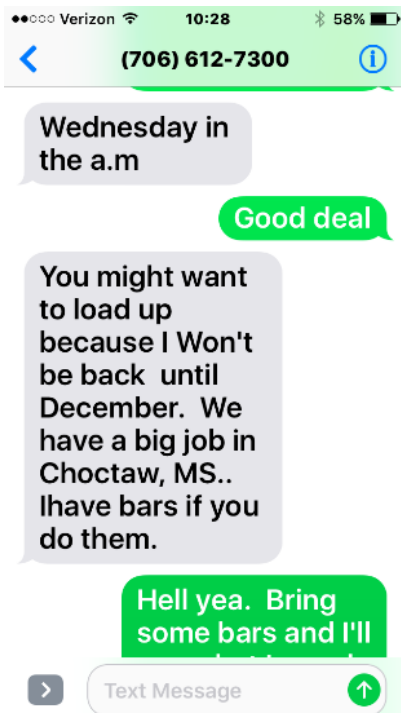 Verizon 10:28 58%
(706) 612-7300
Wednesday in
the a.m
Good deal
You might want
to load up
because I Won't
be back  until
December.  We
have a big job in
Choctaw, MS..
Ihave bars if you
do them.
Hell yea.  Bring
some bars and I'll
Text Message